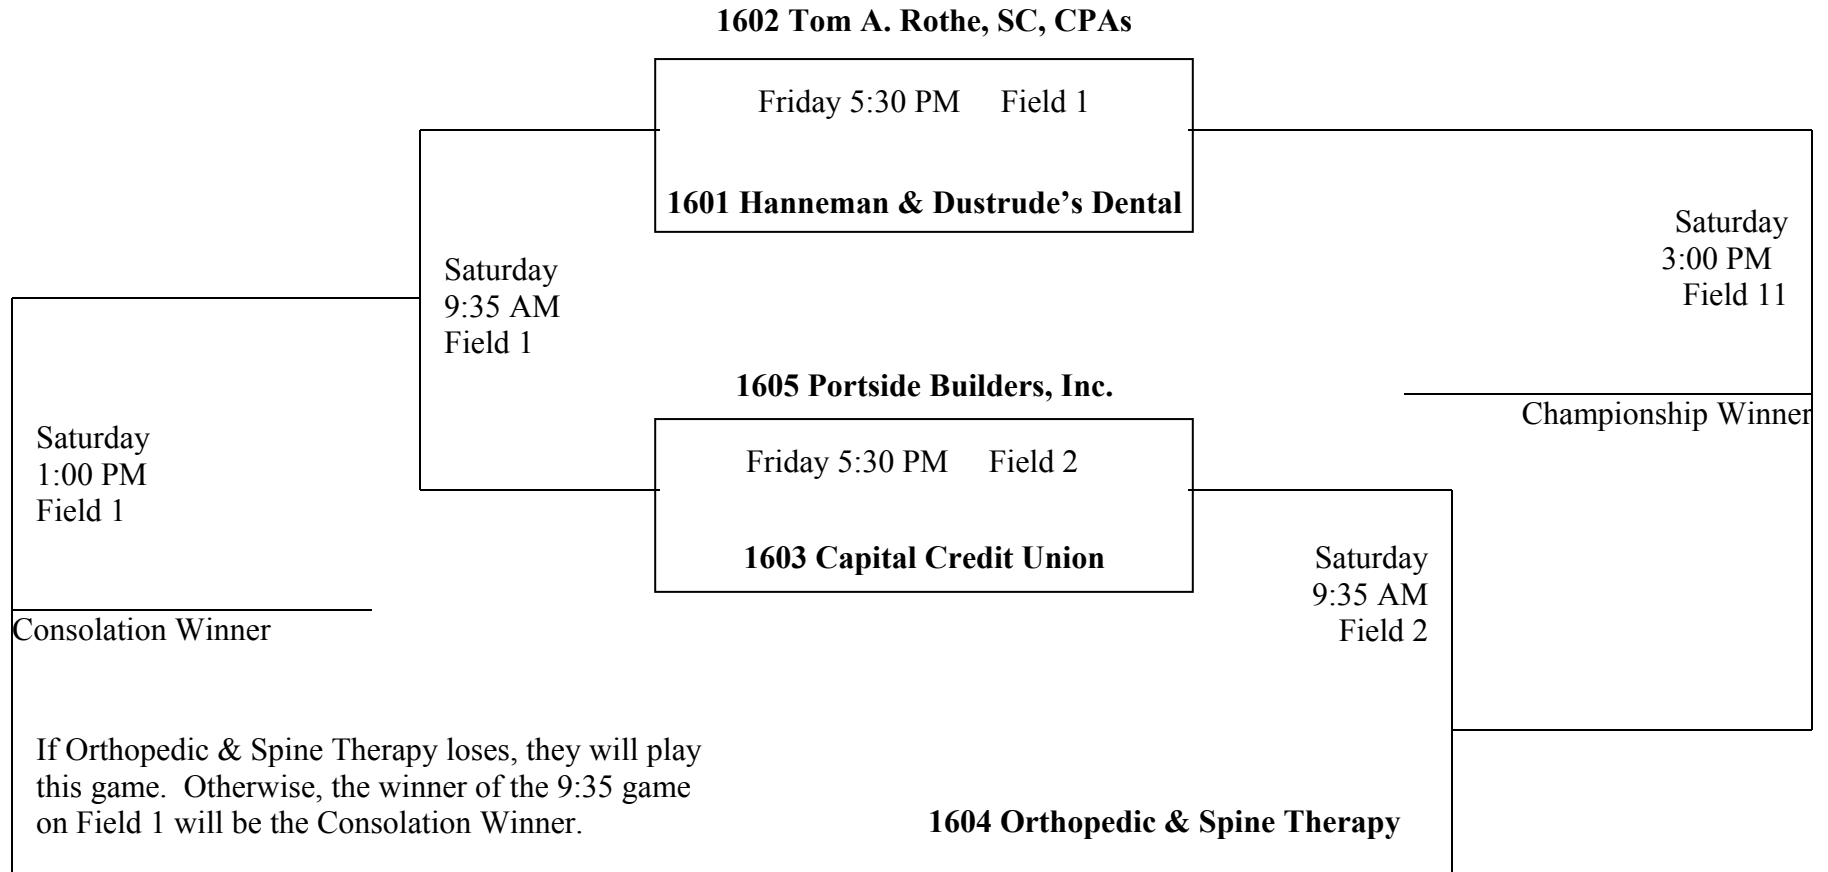 1602 Tom A. Rothe, SC, CPAs
Friday 5:30 PM Field 1
1601 Hanneman & Dustrude’s Dental
Saturday
3:00 PM
Field 11
Saturday
9:35 AM
Field 1
1605 Portside Builders, Inc.
Championship Winner
Saturday
1:00 PM
Field 1
Friday 5:30 PM Field 2
1603 Capital Credit Union
Saturday
9:35 AM
Field 2
Consolation Winner
If Orthopedic & Spine Therapy loses, they will play
this game. Otherwise, the winner of the 9:35 game
on Field 1 will be the Consolation Winner.
1604 Orthopedic & Spine Therapy